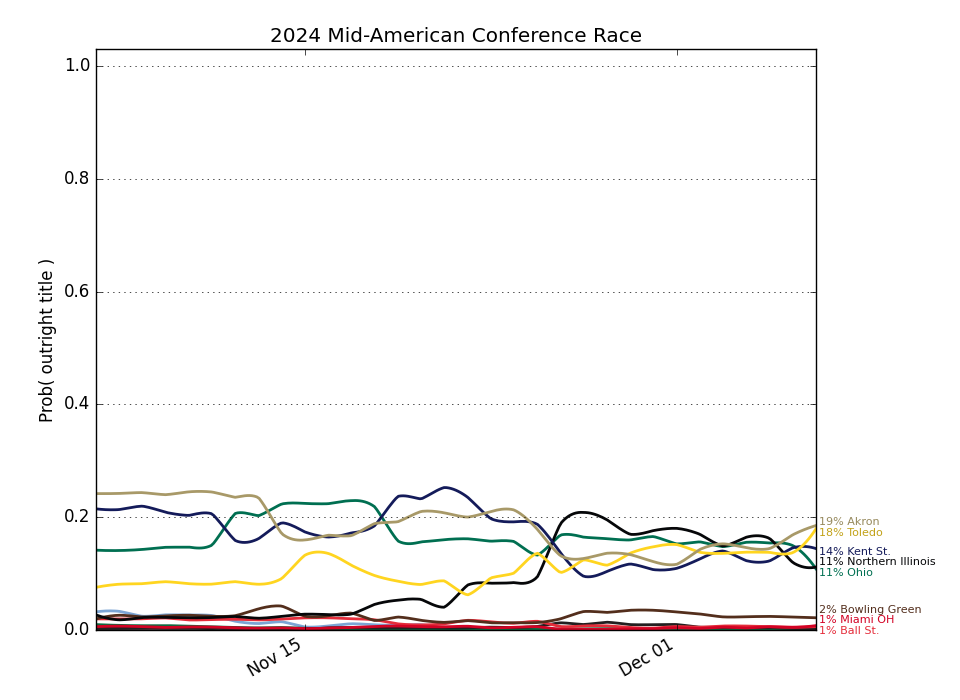 2024 Mid-American Conference Race
Prob( outright title )
1.0
0.8
0.6
0.4
0.2
0.0
Nov 15
Dec 01
19% Akron
18% Toledo
14% Kent St.
11% Northern Illinois
11% Ohio
2% Bowling Green
1% Miami OH
1% Ball St.